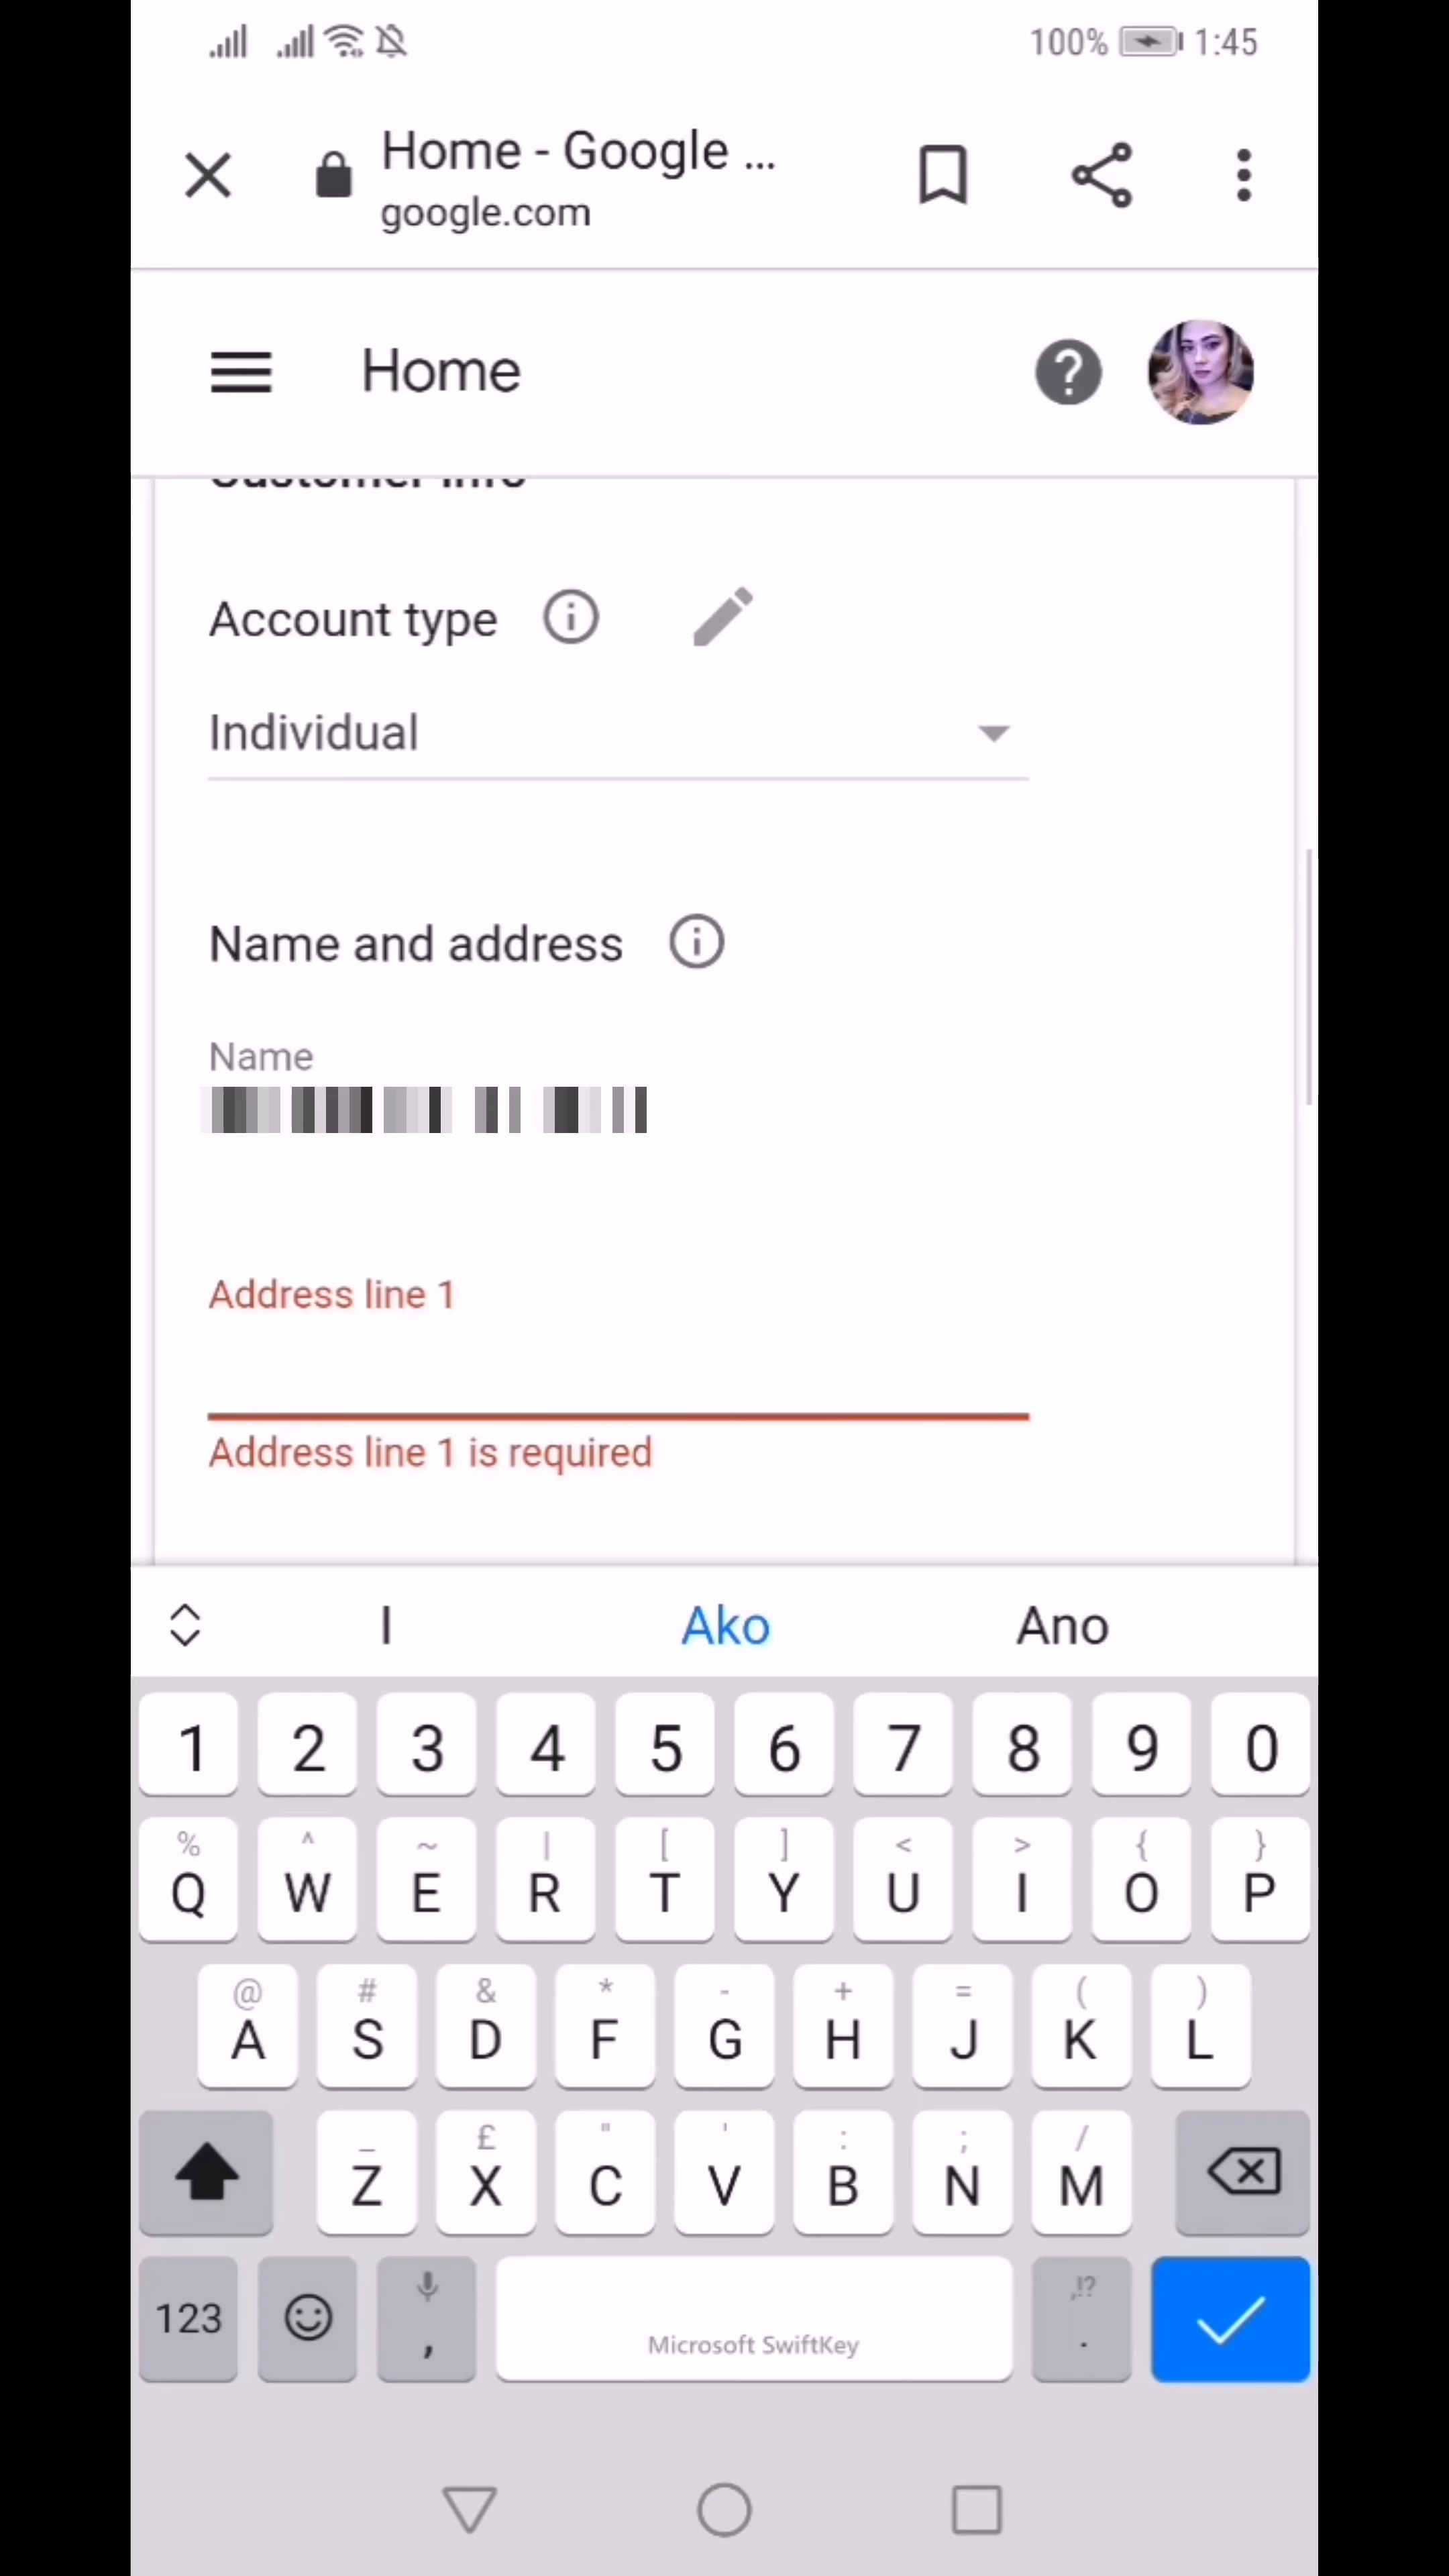 100% 1:45
Home - Google ...
google.com
Home
Customer info
Account type
Individual
Name and address
Name
Address line 1
Address line 1 is required
I Ako Ano
1 2 3 4 5 6 7 8 9 0
% ^ ~ | [ ] < > { }
Q W E R T Y U I O P
@ # & * - + = ( )
A S D F G H J K L
_ £ " ' : ; /
Z X C V B N M
,!?
123 , .
Microsoft SwiftKey